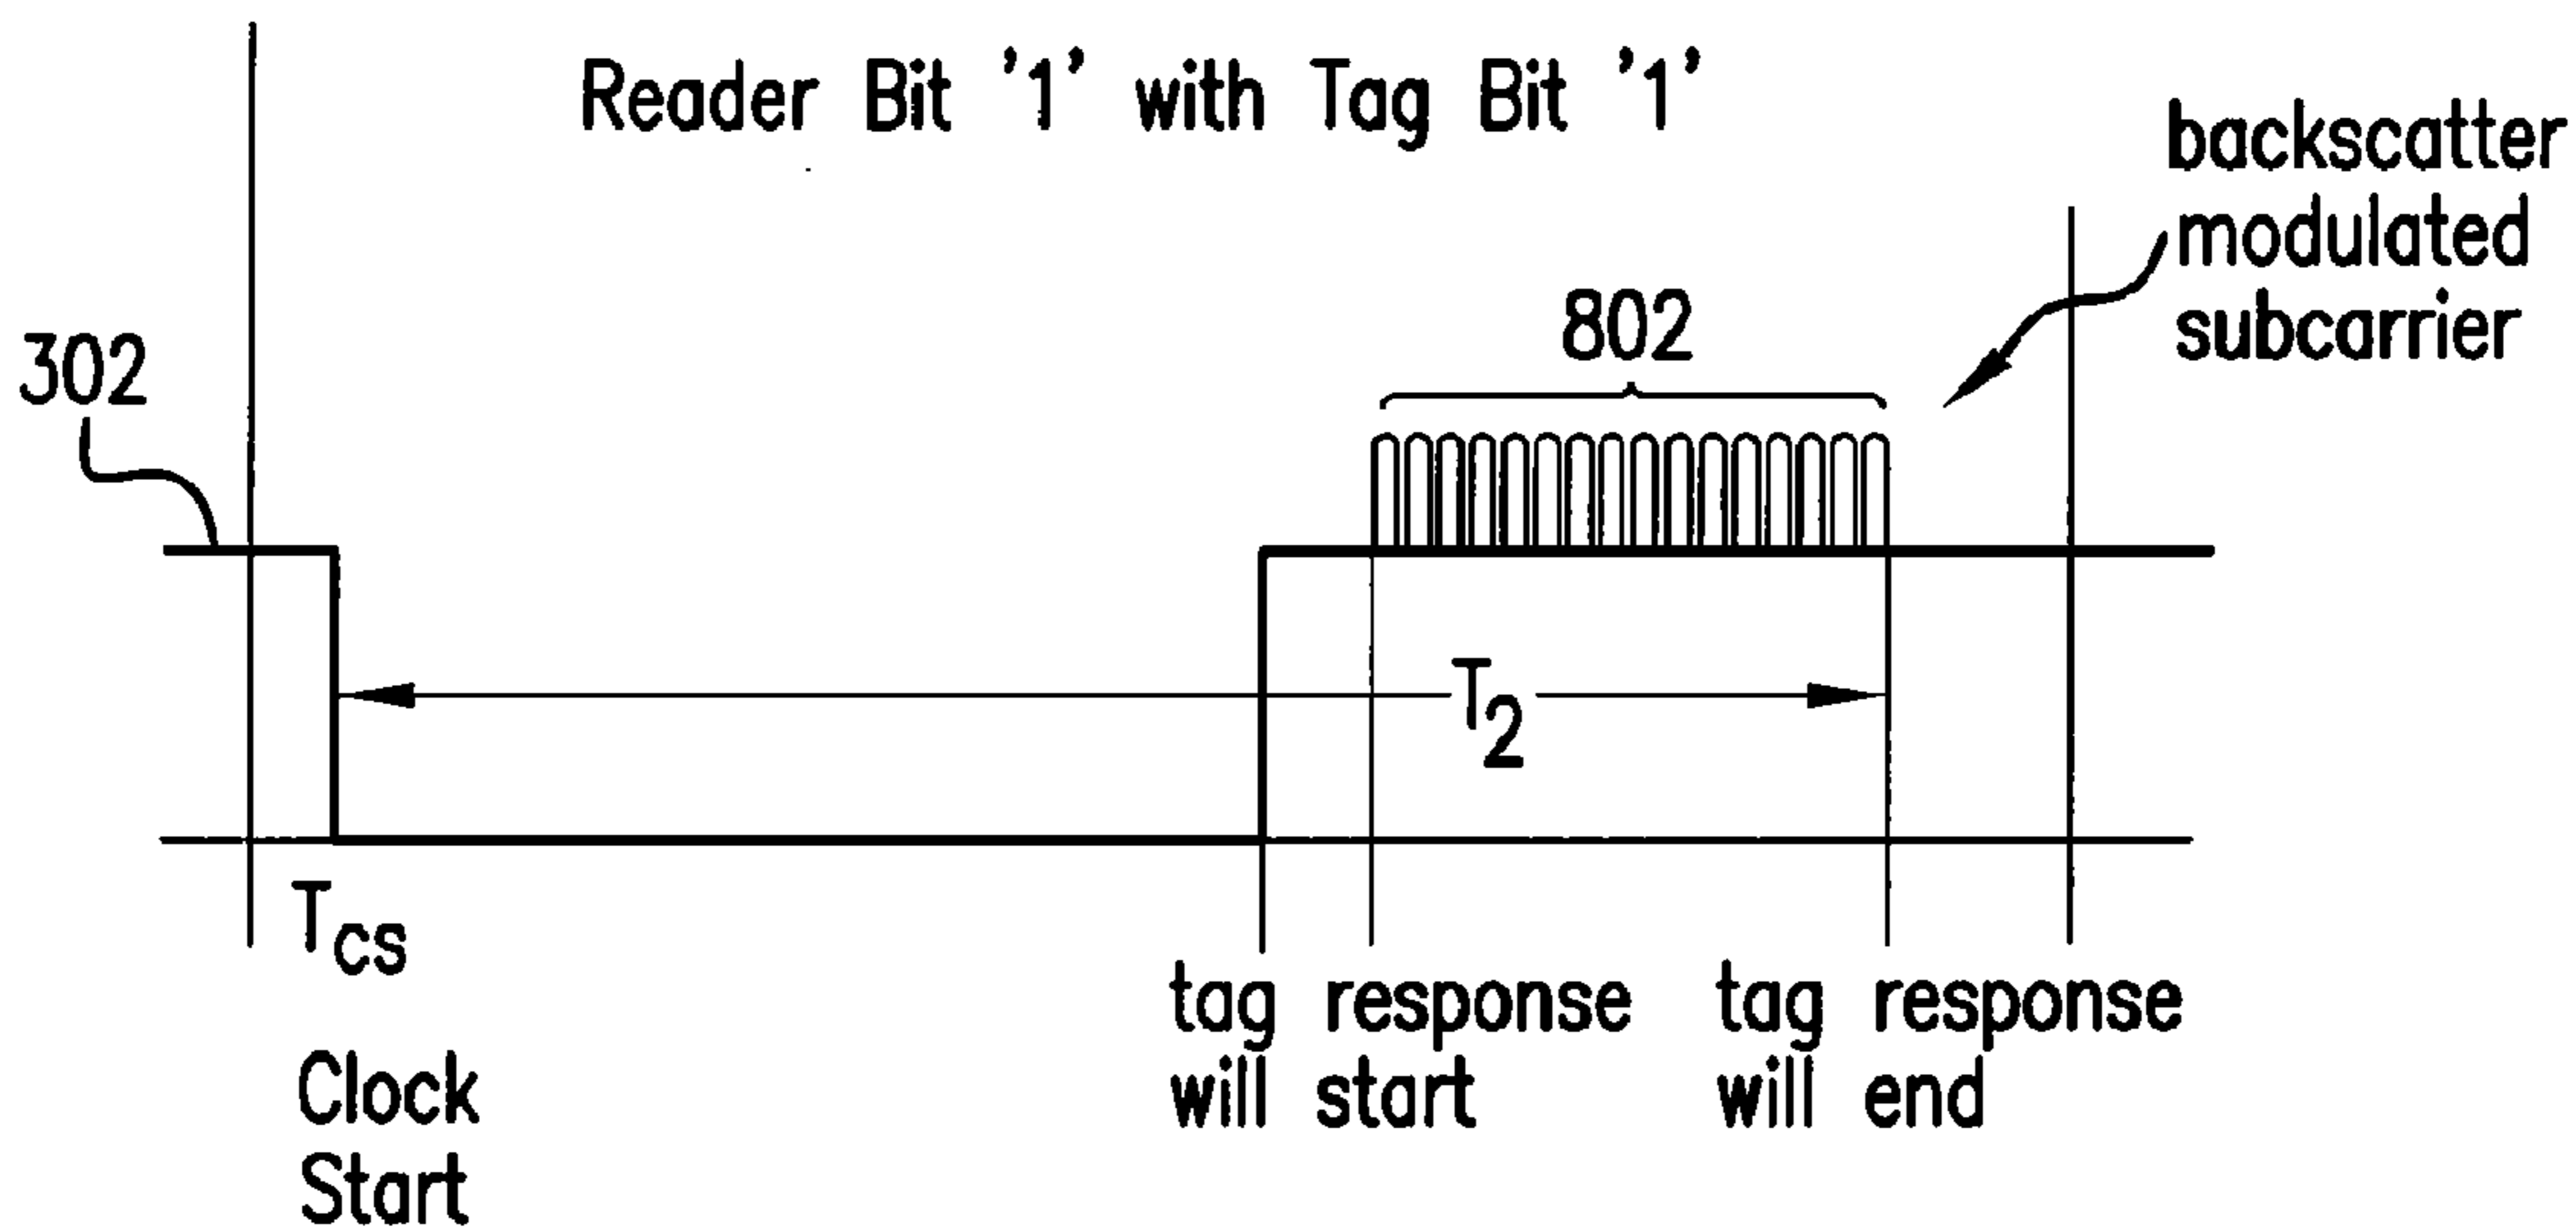 Reader Bit '1' with Tag Bit '1'
backscatter
modulated
subcarrier
802
302
T2
Tcs
Clock
Start
tag response
will start
tag response
will end